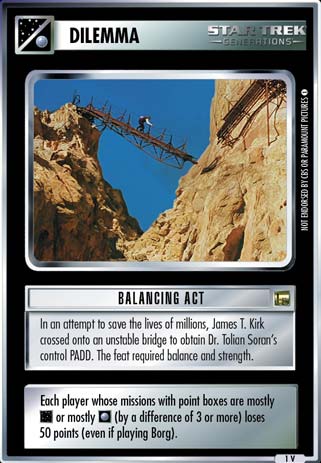 DILEMMA
STAR TREK
GENERATIONS
NOT ENDORSED BY CBS OR PARAMOUNT PICTURES
BALANCING ACT
In an attempt to save the lives of millions, James T. Kirk
crossed onto an unstable bridge to obtain Dr. Tolian Soran's
control PADD. The feat required balance and strength.
Each player whose missions with point boxes are mostly
or mostly (by a difference of 3 or more) loses
50 points (even if playing Borg).
1 V